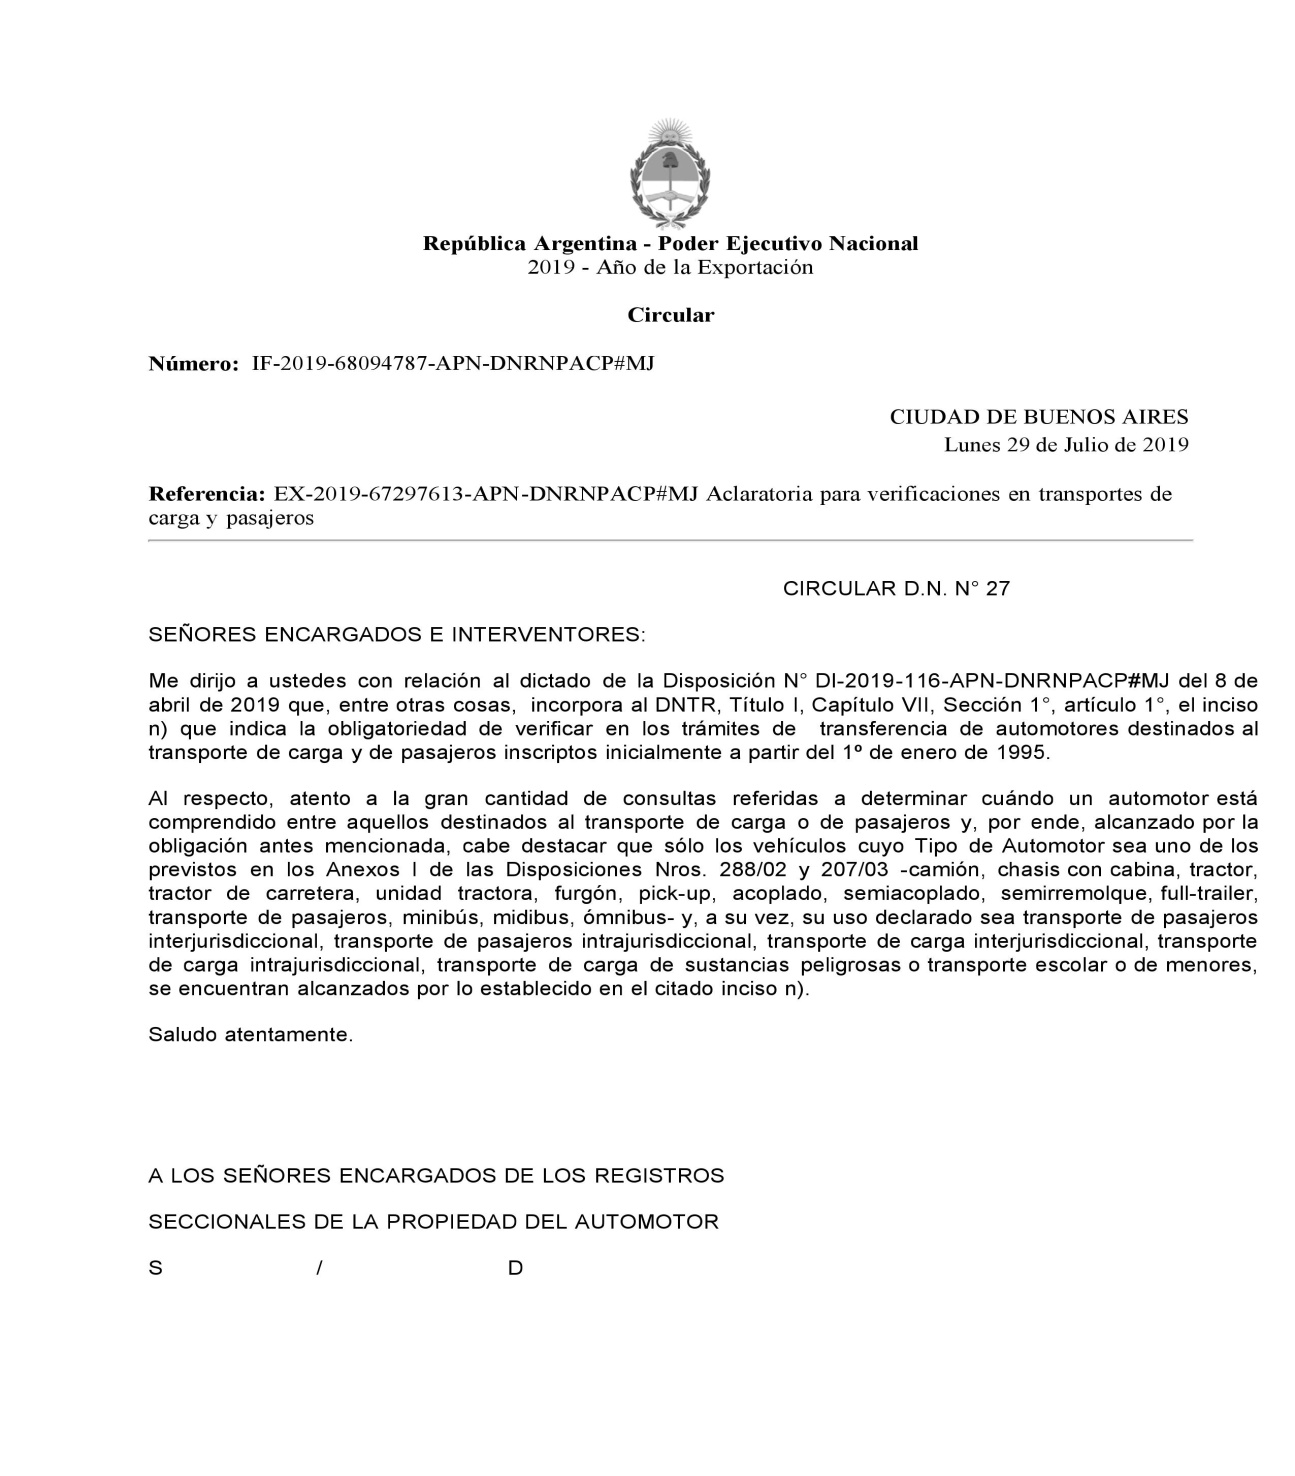 República Argentina - Poder Ejecutivo Nacional
2019 - Año de la Exportación
Circular
Número: IF-2019-68094787-APN-DNRNPACP#MJ
CIUDAD DE BUENOS AIRES
Lunes 29 de Julio de 2019
Referencia: EX-2019-67297613-APN-DNRNPACP#MJ Aclaratoria para verificaciones en transportes de
carga y pasajeros
CIRCULAR D.N. N° 27
SEÑORES ENCARGADOS E INTERVENTORES:
Me dirijo a ustedes con relación al dictado de la Disposición N° DI-2019-116-APN-DNRNPACP#MJ del 8 de
abril de 2019 que, entre otras cosas, incorpora al DNTR, Título I, Capítulo VII, Sección 1°, artículo 1°, el inciso
n) que indica la obligatoriedad de verificar en los trámites de transferencia de automotores destinados al
transporte de carga y de pasajeros inscriptos inicialmente a partir del 1º de enero de 1995.
Al respecto, atento a la gran cantidad de consultas referidas a determinar cuándo un automotor está
comprendido entre aquellos destinados al transporte de carga o de pasajeros y, por ende, alcanzado por la
obligación antes mencionada, cabe destacar que sólo los vehículos cuyo Tipo de Automotor sea uno de los
previstos en los Anexos I de las Disposiciones Nros. 288/02 y 207/03 -camión, chasis con cabina, tractor,
tractor de carretera, unidad tractora, furgón, pick-up, acoplado, semiacoplado, semirremolque, full-trailer,
transporte de pasajeros, minibús, midibus, ómnibus- y, a su vez, su uso declarado sea transporte de pasajeros
interjurisdiccional, transporte de pasajeros intrajurisdiccional, transporte de carga interjurisdiccional, transporte
de carga intrajurisdiccional, transporte de carga de sustancias peligrosas o transporte escolar o de menores,
se encuentran alcanzados por lo establecido en el citado inciso n).
Saludo atentamente.
A LOS SEÑORES ENCARGADOS DE LOS REGISTROS
SECCIONALES DE LA PROPIEDAD DEL AUTOMOTOR
S / D